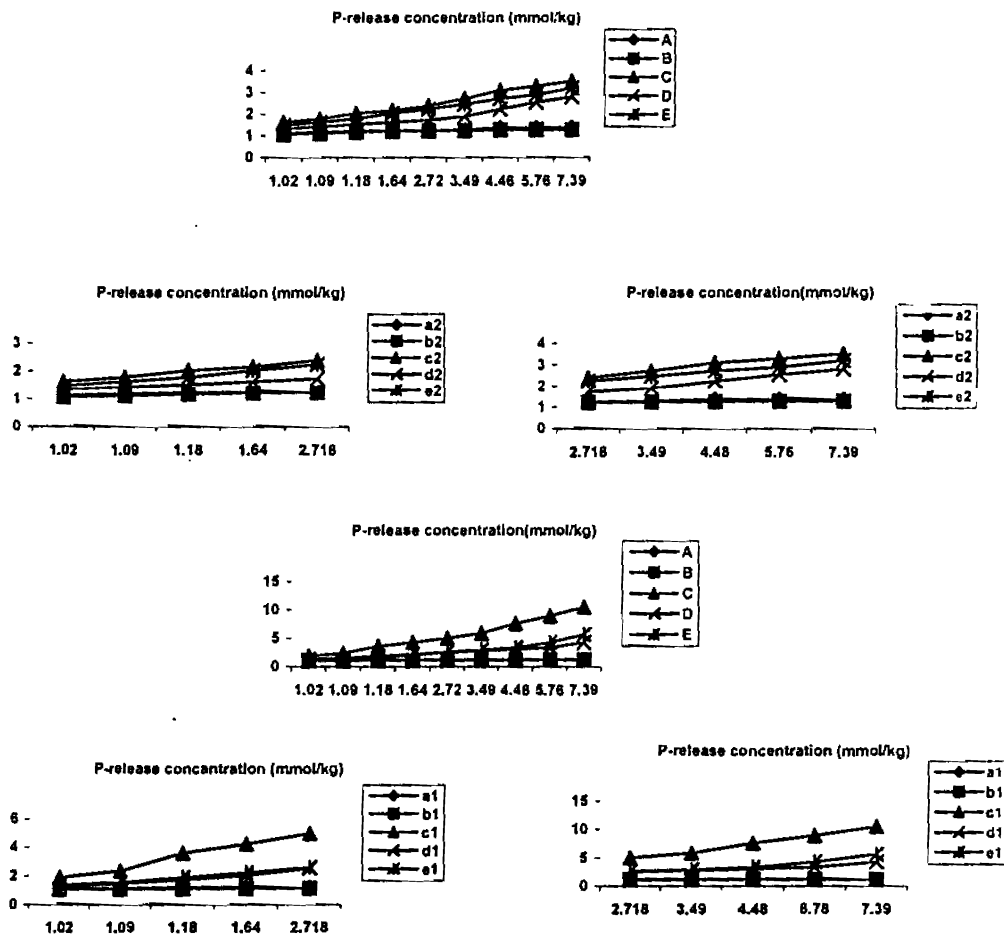 P-release concentration (mmol/kg)
A
B
C
D
E
4
3
2
1
0
1.02 1.09 1.18 1.64 2.72 3.49 4.46 5.76 7.39
P-release concentration (mmol/kg)
a2
b2
c2
d2
e2
3
2
1
0
1.02 1.09 1.18 1.64 2.718
P-release concentration(mmol/kg)
a2
b2
c2
d2
e2
4
3
2
1
0
2.718 3.49 4.48 5.76 7.39
P-release concentration(mmol/kg)
A
B
C
D
E
15
10
5
0
1.02 1.09 1.18 1.64 2.72 3.49 4.48 5.76 7.39
P-release concantration (mmol/kg)
a1
b1
c1
d1
e1
6
4
2
0
1.02 1.09 1.18 1.64 2.718
P-release concentration (mmol/kg)
a1
b1
c1
d1
e1
15
10
5
0
2.718 3.49 4.48 6.78 7.39